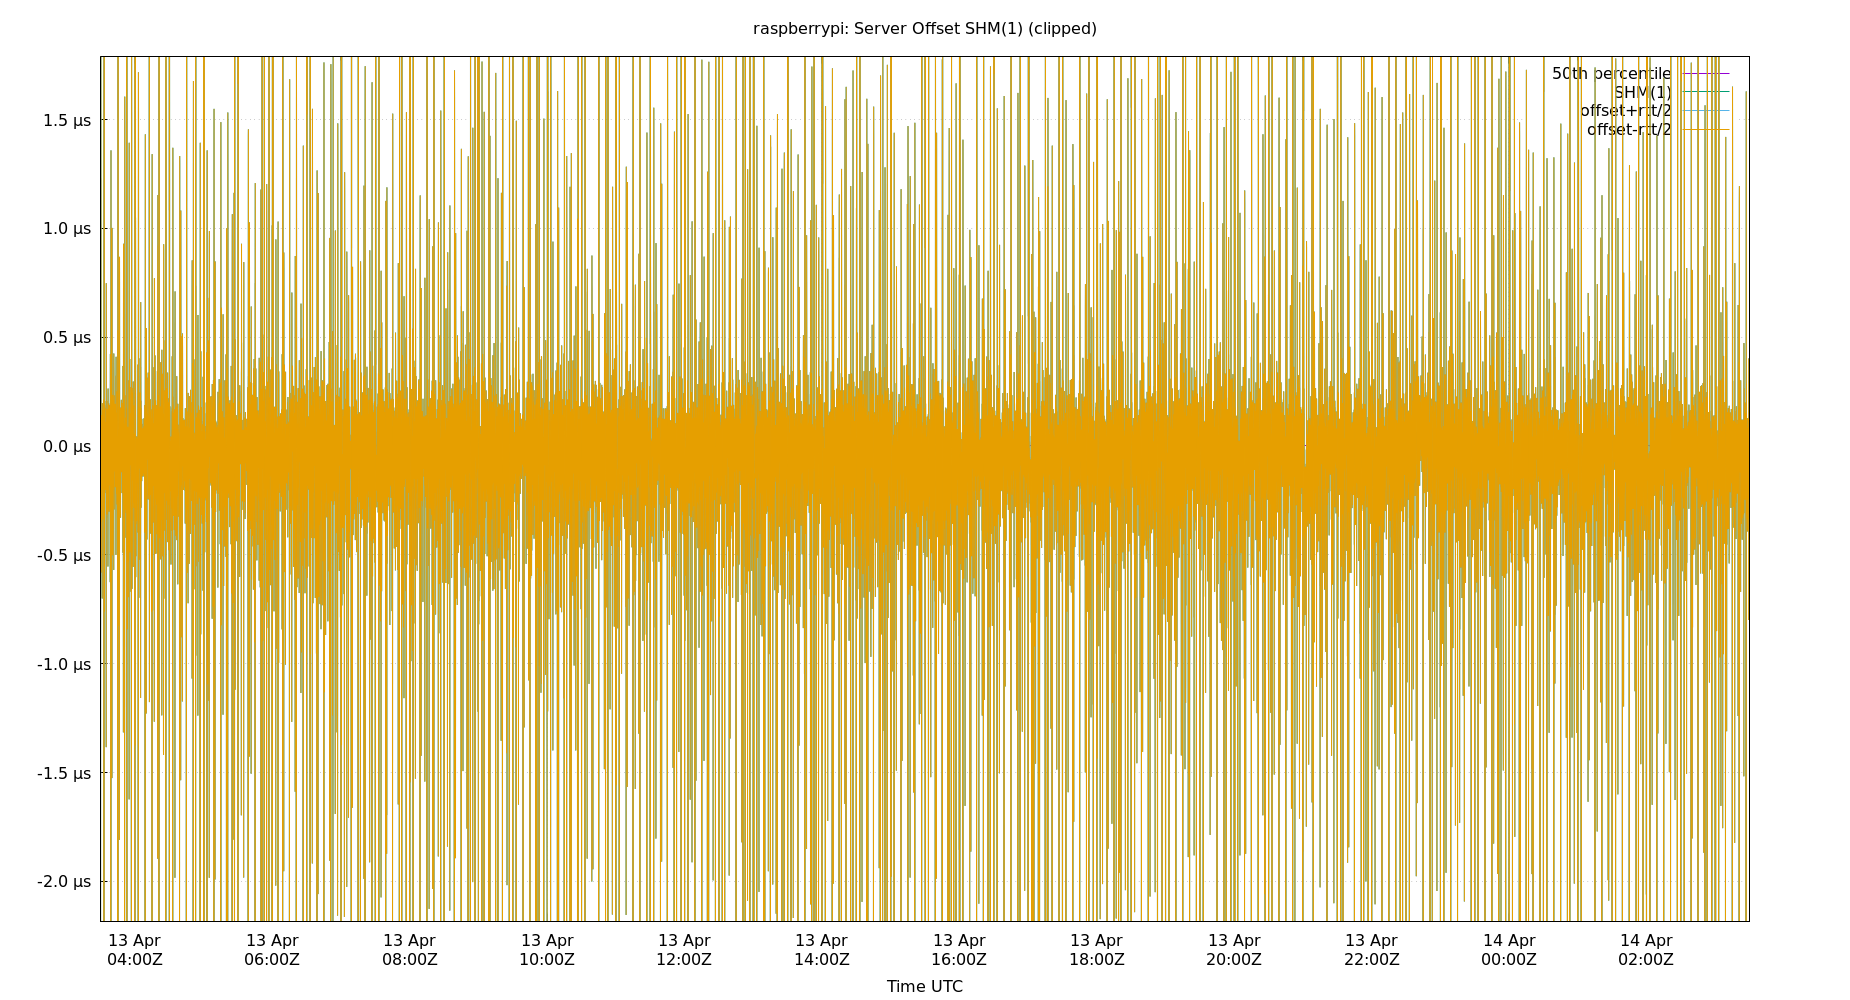 raspberrypi: Server Offset SHM(1) (clipped)
50th percentile
SHM(1)
offset+rtt/2
offset-rtt/2
1.5 µs
1.0 µs
0.5 µs
0.0 µs
-0.5 µs
-1.0 µs
-1.5 µs
-2.0 µs
13 Apr 13 Apr 13 Apr 13 Apr 13 Apr 13 Apr 13 Apr 13 Apr 13 Apr 13 Apr 14 Apr 14 Apr
04:00Z 06:00Z 08:00Z 10:00Z 12:00Z 14:00Z 16:00Z 18:00Z 20:00Z 22:00Z 00:00Z 02:00Z
Time UTC